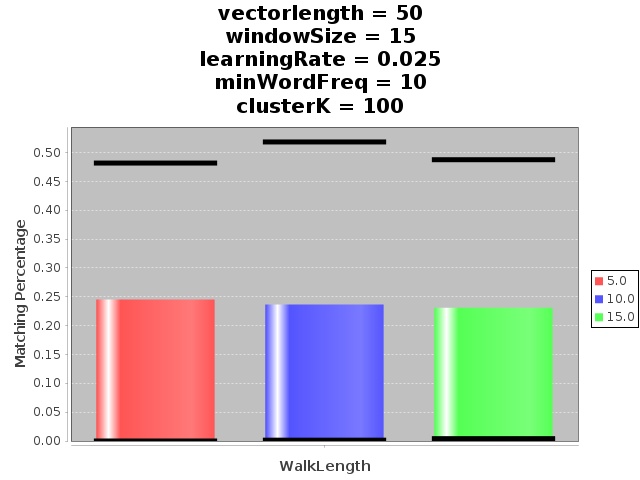 vectorlength = 50
windowSize = 15
learningRate = 0.025
minWordFreq = 10
clusterK = 100
Matching Percentage
0.50
0.45
0.40
0.35
0.30
0.25
0.20
0.15
0.10
0.05
0.00
WalkLength
5.0
10.0
15.0